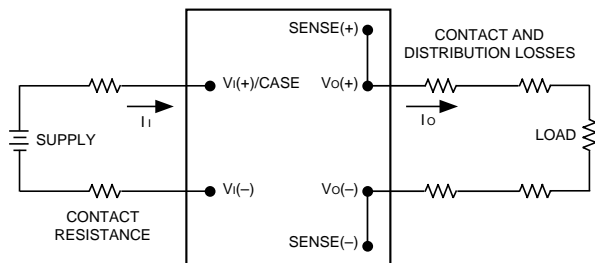 SENSE(+)
CONTACT AND
DISTRIBUTION LOSSES
VI(+)/CASE
VO(+)
II
IO
SUPPLY
LOAD
VI(–)
VO(–)
CONTACT
RESISTANCE
SENSE(–)